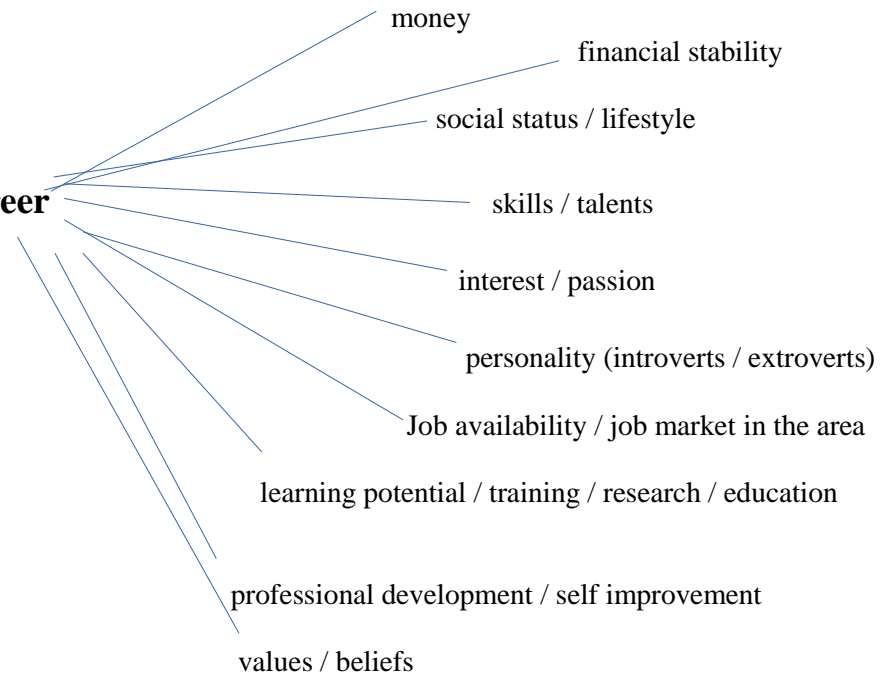 money
financial stability
social status / lifestyle
eer
skills / talents
interest / passion
personality (introverts / extroverts)
Job availability / job market in the area
learning potential / training / research / education
professional development / self improvement
values / beliefs